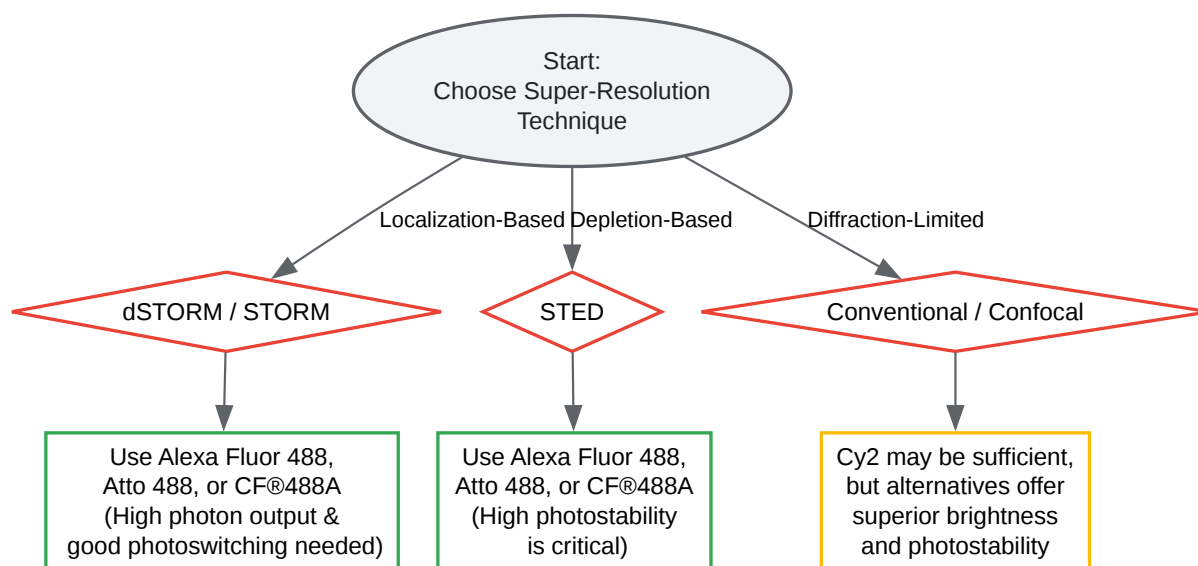 Start:
Choose Super-Resolution
Technique
Localization-Based
Depletion-Based
Diffraction-Limited
dSTORM / STORM
STED
Conventional / Confocal
Use Alexa Fluor 488,
Atto 488, or CF®488A
(High photon output &
good photoswitching needed)
Use Alexa Fluor 488,
Atto 488, or CF®488A
(High photostability
is critical)
Cy2 may be sufficient,
but alternatives offer
superior brightness
and photostability